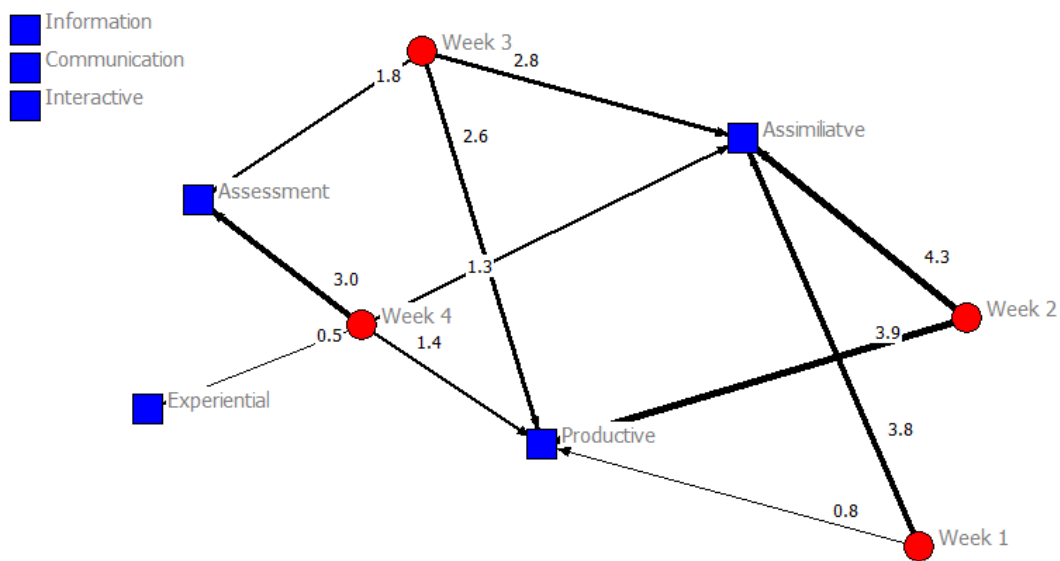 Information
Communication
Interactive
Week 3
1.8
2.8
2.6
Assimiliatve
Assessment
1.3
4.3
3.0
Week 4
Week 2
0.5
1.4
3.9
Experiential
Productive
3.8
0.8
Week 1